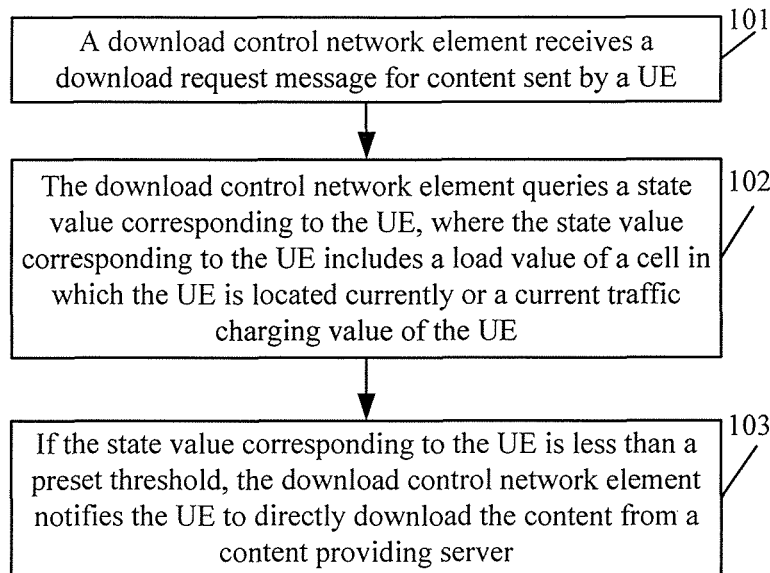 101
A download control network element receives a
download request message for content sent by a UE
102
The download control network element queries a state
value corresponding to the UE, where the state value
corresponding to the UE includes a load value of a cell in
which the UE is located currently or a current traffic
charging value of the UE
103
If the state value corresponding to the UE is less than a
preset threshold, the download control network element
notifies the UE to directly download the content from a
content providing server